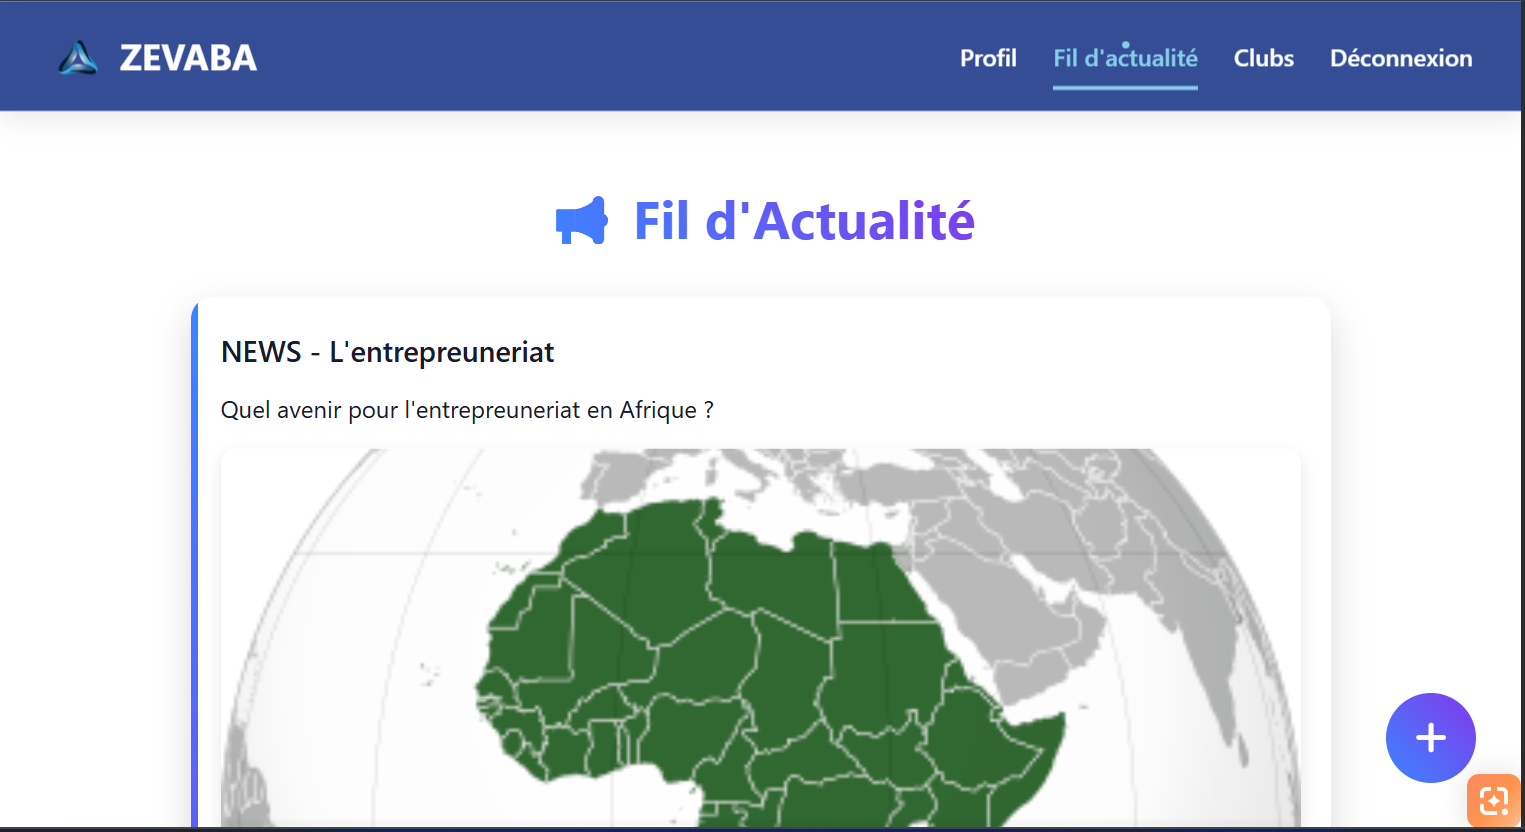 ZEVABA
Profil
Fil d'actualité
Clubs
Déconnexion
Fil d'Actualité
NEWS - L'entrepreuneriat
Quel avenir pour l'entrepreuneriat en Afrique ?